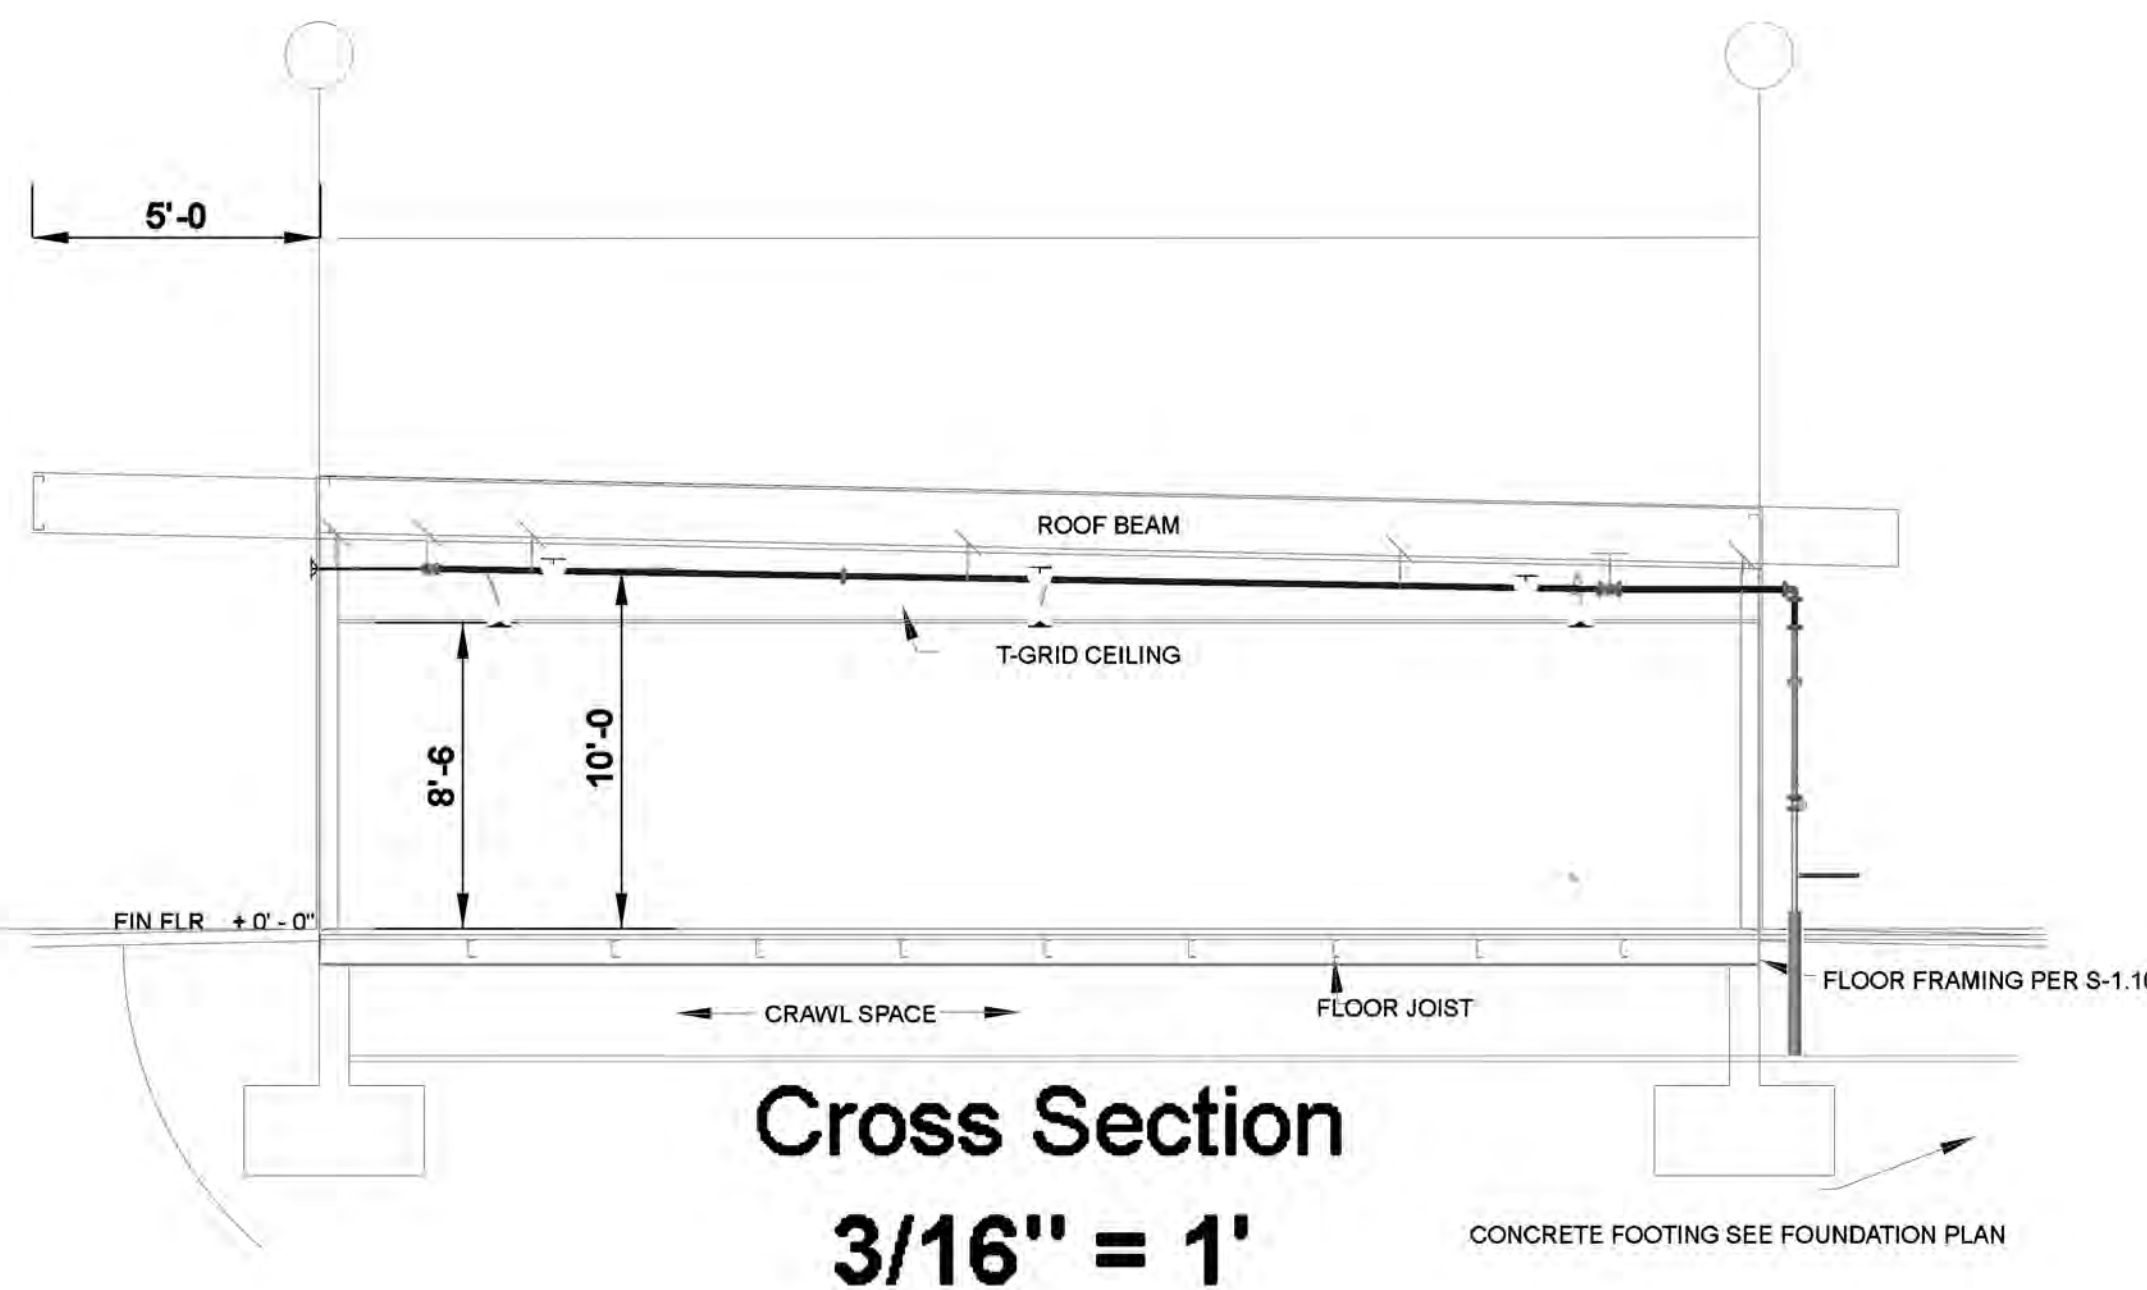 5'-0
ROOF BEAM
T-GRID CEILING
8'-6
10'-0
FIN FLR + 0' - 0"
FLOOR FRAMING PER S-1.10
CRAWL SPACE
FLOOR JOIST
Cross Section
3/16" = 1'
CONCRETE FOOTING SEE FOUNDATION PLAN